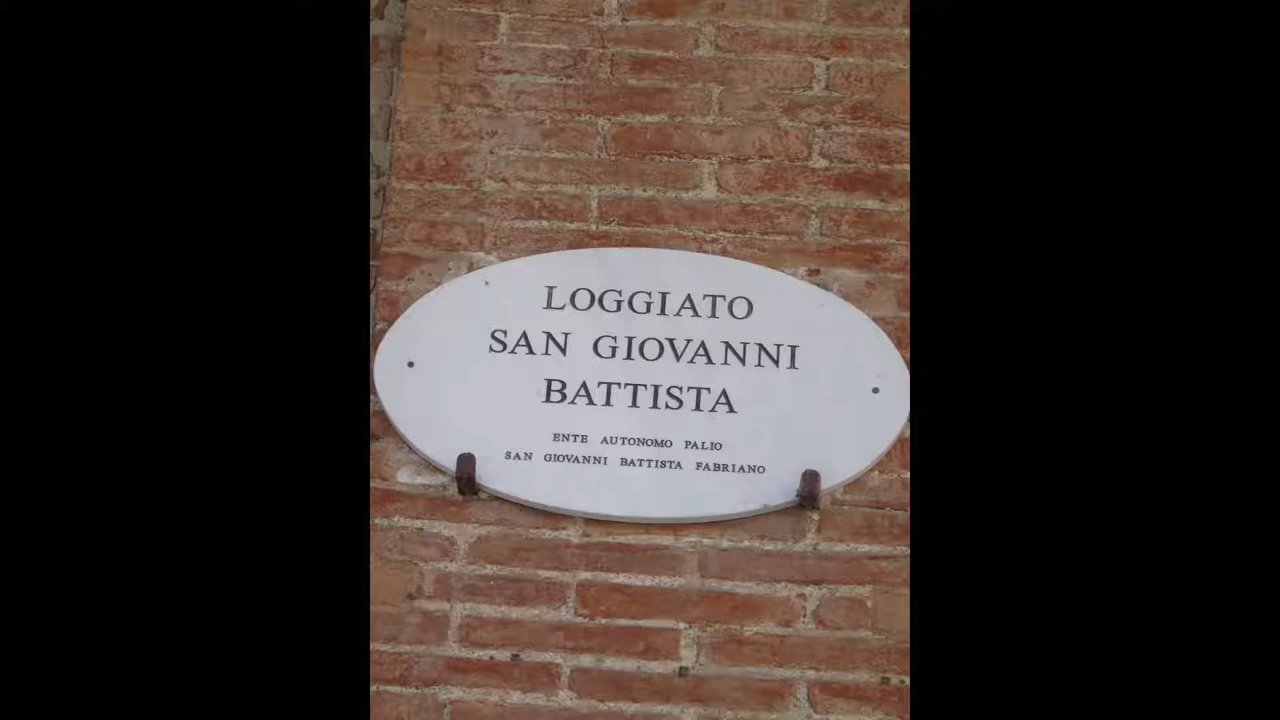 LOGGIATO
SAN GIOVANNI
BATTISTA
ENTE AUTONOMO PALIO
SAN GIOVANNI BATTISTA FABRIANO